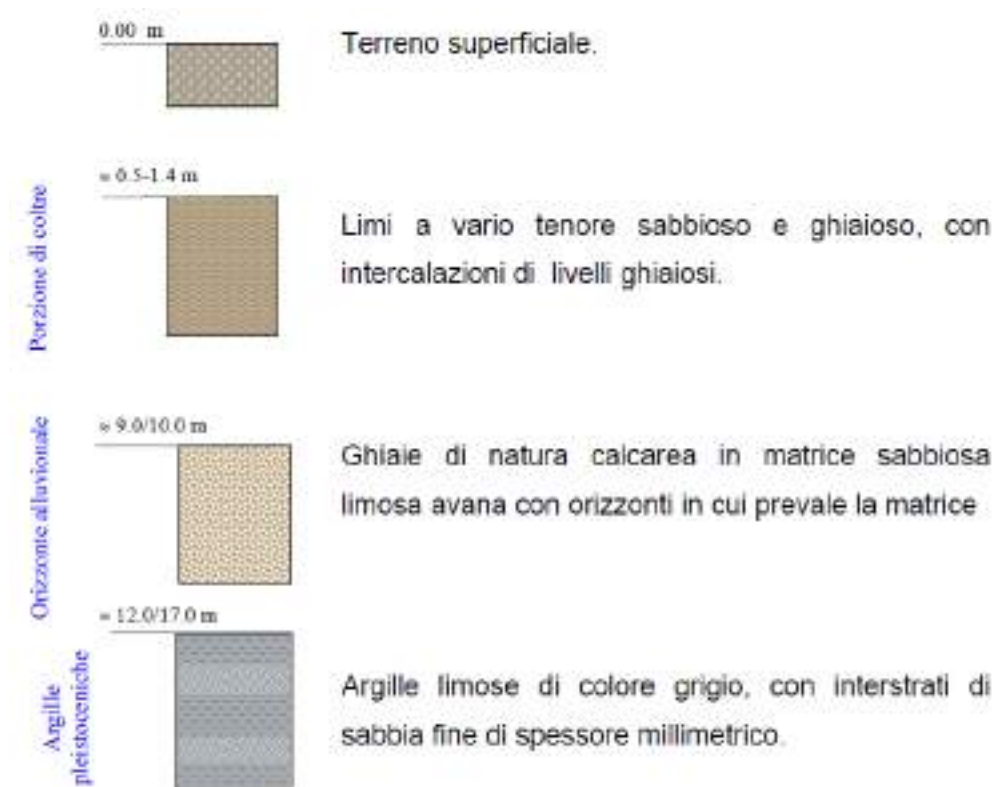 0.00 m
Terreno superficiale.
≈ 0.5-1.4 m
Porzione di coltre
Limi a vario tenore sabbioso e ghiaioso, con
intercalazioni di livelli ghiaiosi.
≈ 9.0/10.0 m
Orizzonte alluvionale
Ghiaie di natura calcarea in matrice sabbiosa
limosa avana con orizzonti in cui prevale la matrice
≈ 12.0/17.0 m
Argille
pleistoceniche
Argille limose di colore grigio, con interstrati di
sabbia fine di spessore millimetrico.